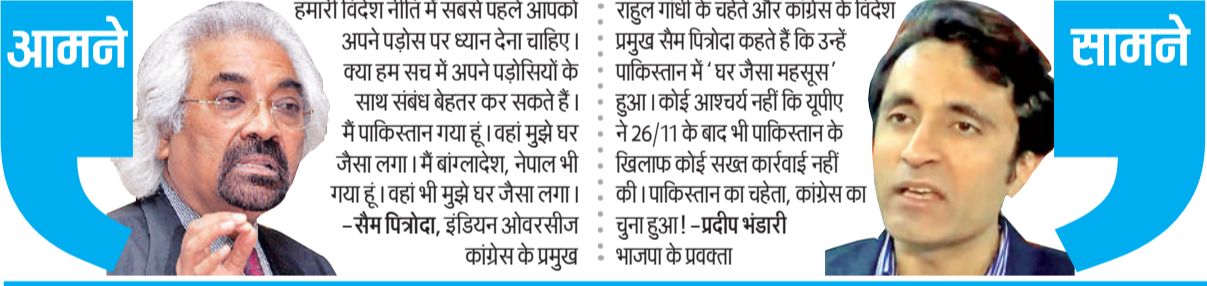 आमने
हमारी विदेश नीति में सबसे पहले आपको
अपने पड़ोस पर ध्यान देना चाहिए।
क्या हम सच में अपने पड़ोसियों के
साथ संबंध बेहतर कर सकते हैं।
मैं पाकिस्तान गया हूं। वहां मुझे घर
जैसा लगा। मैं बांग्लादेश, नेपाल भी
गया हूं। वहां भी मुझे घर जैसा लगा।
–सैम पित्रोदा, इंडियन ओवरसीज
कांग्रेस के प्रमुख
राहुल गांधी के चहेते और कांग्रेस के विदेश
प्रमुख सैम पित्रोदा कहते हैं कि उन्हें
पाकिस्तान में ‘घर जैसा महसूस’
हुआ। कोई आश्चर्य नहीं कि यूपीए
ने 26/11 के बाद भी पाकिस्तान के
खिलाफ कोई सख्त कार्रवाई नहीं
की। पाकिस्तान का चहेता, कांग्रेस का
चुना हुआ! –प्रदीप भंडारी
भाजपा के प्रवक्ता
सामने